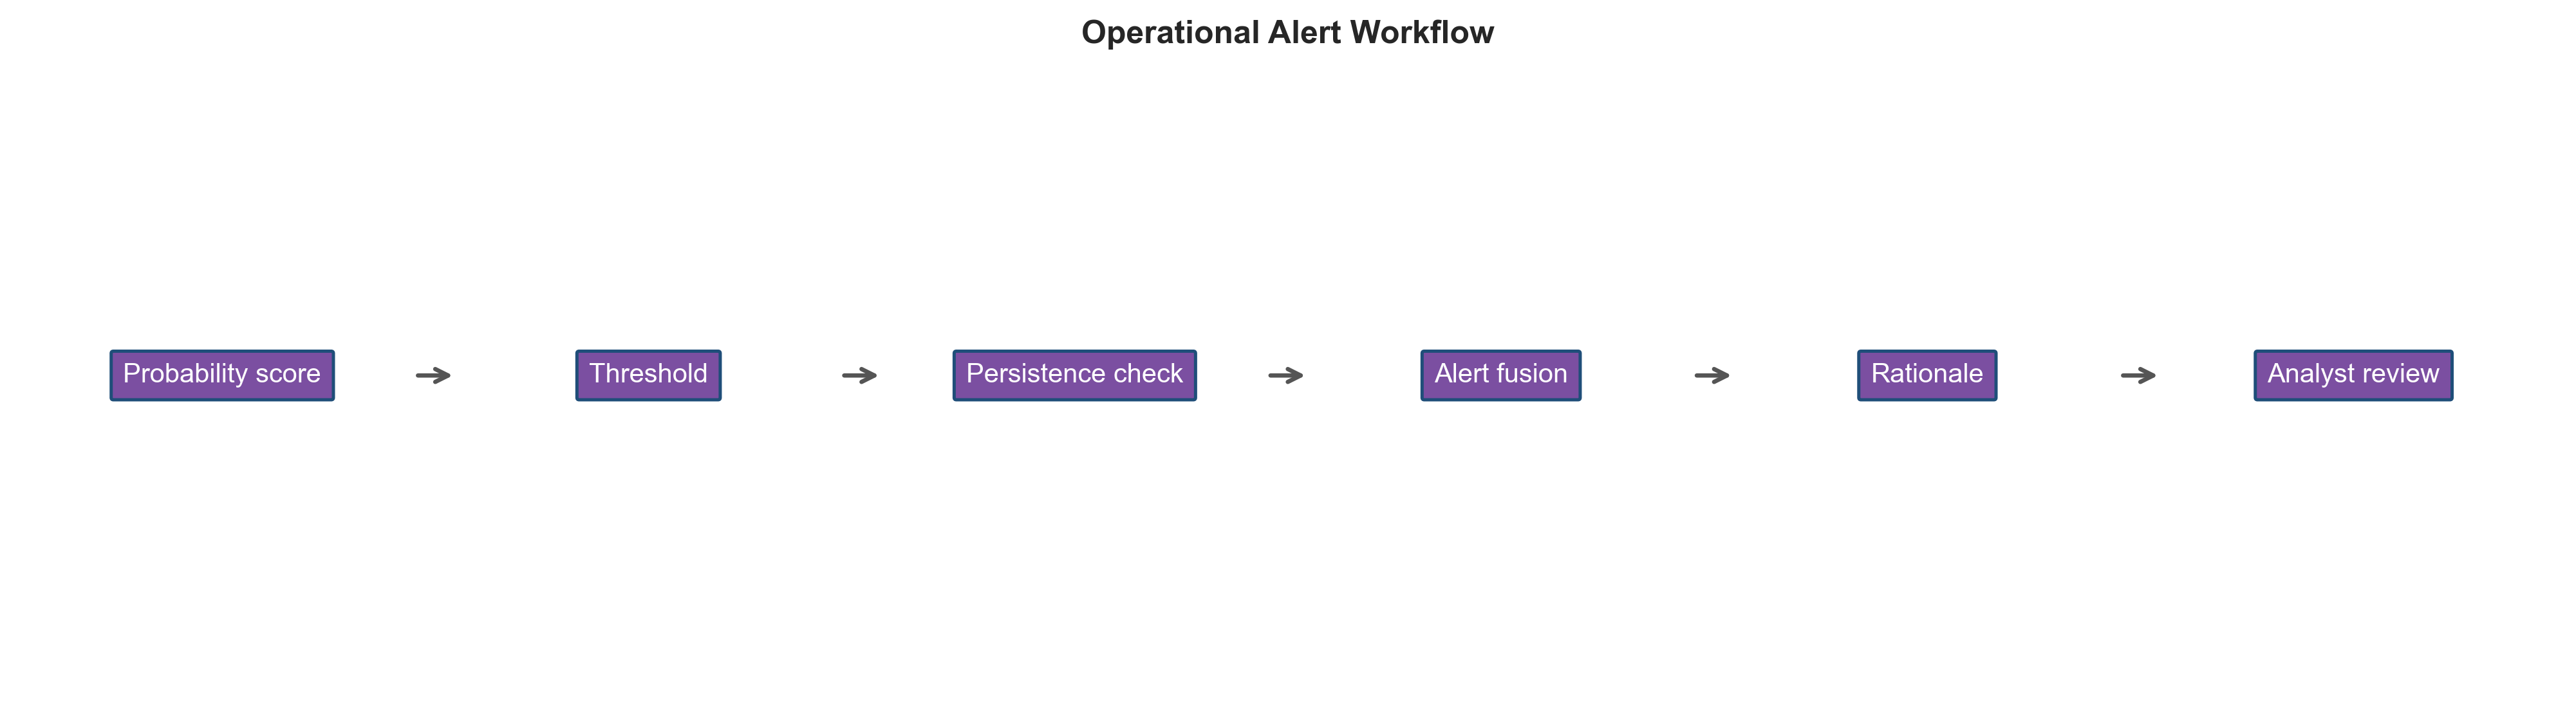 Operational Alert Workflow
Probability score
Threshold
Persistence check
Alert fusion
Rationale
Analyst review